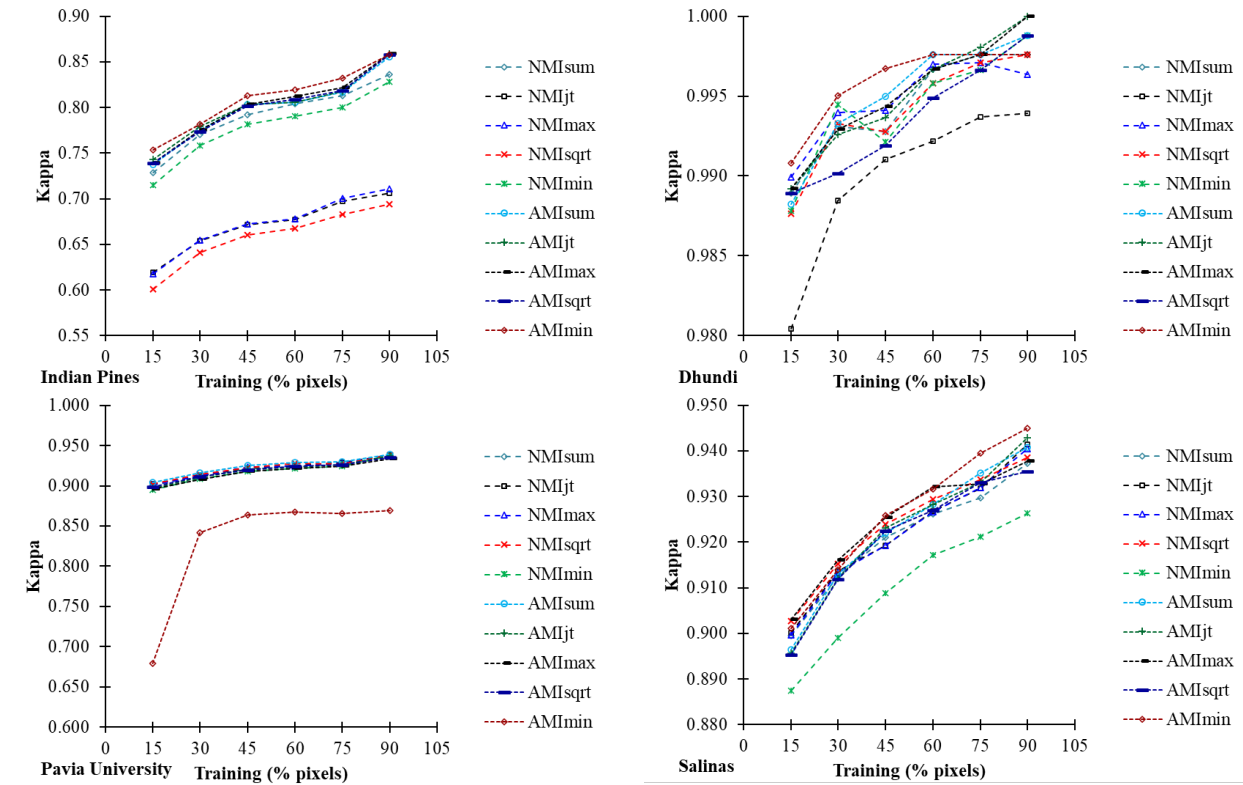 0.90
0.85
0.80
0.75
0.70
0.65
0.60
0.55
Kappa
0 15 30 45 60 75 90 105
Indian Pines
Training (% pixels)
NMIsum
NMIjt
NMImax
NMIsqrt
NMImin
AMIsum
AMIjt
AMImax
AMIsqrt
AMImin
1.000
0.995
0.990
0.985
0.980
Kappa
0 15 30 45 60 75 90 105
Dhundi
Training (% pixels)
NMIsum
NMIjt
NMImax
NMIsqrt
NMImin
AMIsum
AMIjt
AMImax
AMIsqrt
AMImin
1.000
0.950
0.900
0.850
0.800
0.750
0.700
0.650
0.600
Kappa
0 15 30 45 60 75 90 105
Pavia University
Training (% pixels)
NMIsum
NMIjt
NMImax
NMIsqrt
NMImin
AMIsum
AMIjt
AMImax
AMIsqrt
AMImin
0.950
0.940
0.930
0.920
0.910
0.900
0.890
0.880
Kappa
0 15 30 45 60 75 90 105
Salinas
Training (% pixels)
NMIsum
NMIjt
NMImax
NMIsqrt
NMImin
AMIsum
AMIjt
AMImax
AMIsqrt
AMImin